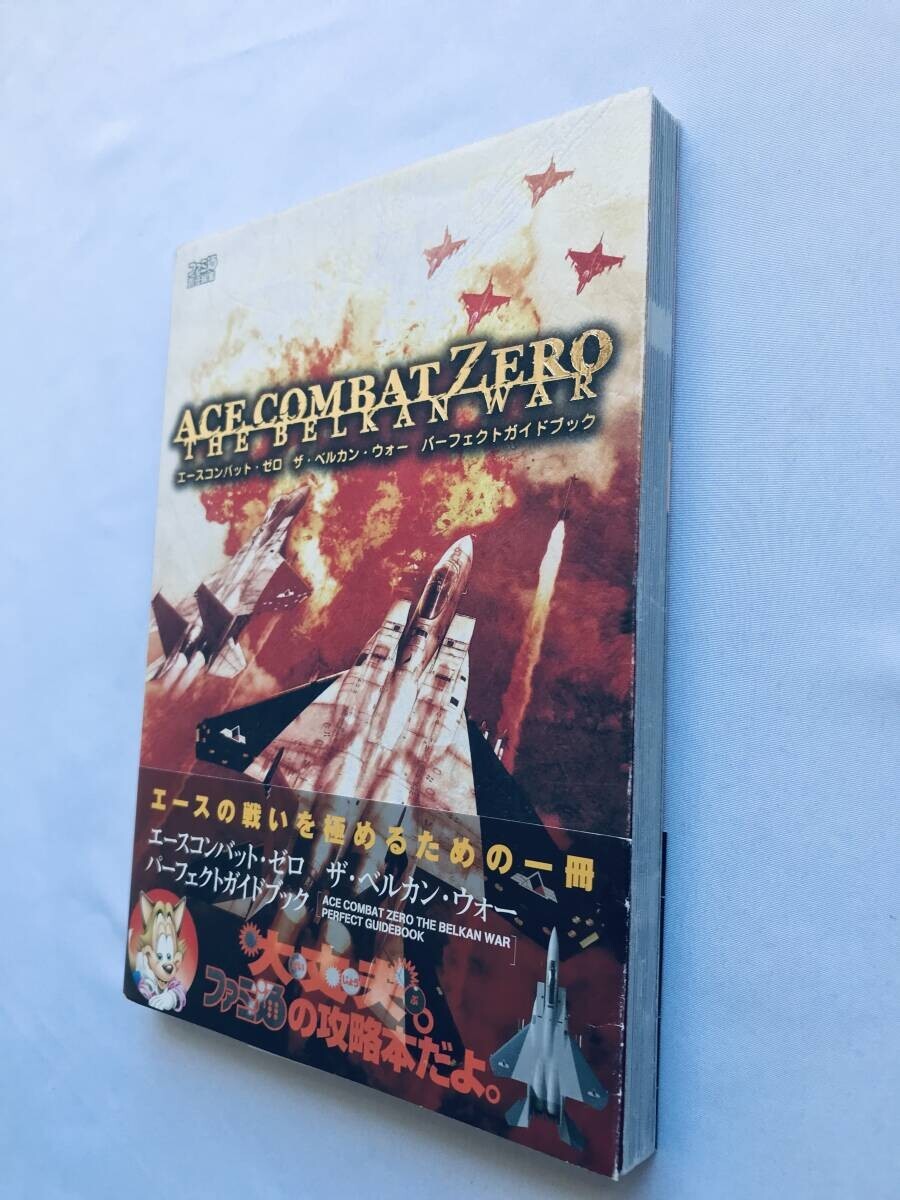 ファミ通
ACE COMBAT ZERO
THE BELKAN WAR
エースコンバット・ゼロ ザ・ベルカン・ウォー パーフェクトガイドブック
エースの戦いを極めるための一冊
エースコンバット・ゼロ ザ・ベルカン・ウォー
パーフェクトガイドブック
ACE COMBAT ZERO THE BELKAN WAR
PERFECT GUIDEBOOK
大丈夫。
ファミ通の攻略本だよ。